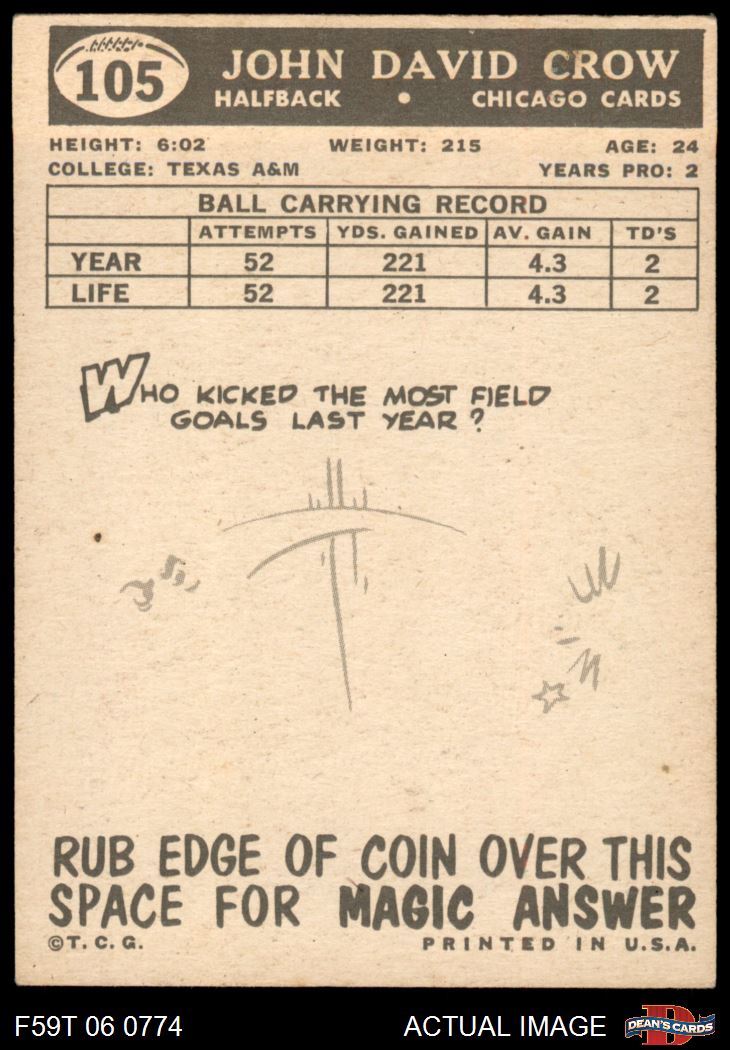 105
JOHN DAVID CROW
HALFBACK • CHICAGO CARDS
HEIGHT: 6:02 WEIGHT: 215 AGE: 24
COLLEGE: TEXAS A&M YEARS PRO: 2
BALL CARRYING RECORD
ATTEMPTS YDS. GAINED AV. GAIN TD'S
YEAR 52 221 4.3 2
LIFE 52 221 4.3 2
WHO KICKED THE MOST FIELD
GOALS LAST YEAR?
RUB EDGE OF COIN OVER THIS
SPACE FOR MAGIC ANSWER
©T. C. G. PRINTED IN U.S.A.
F59T 06 0774 ACTUAL IMAGE D DEAN'S CARDS